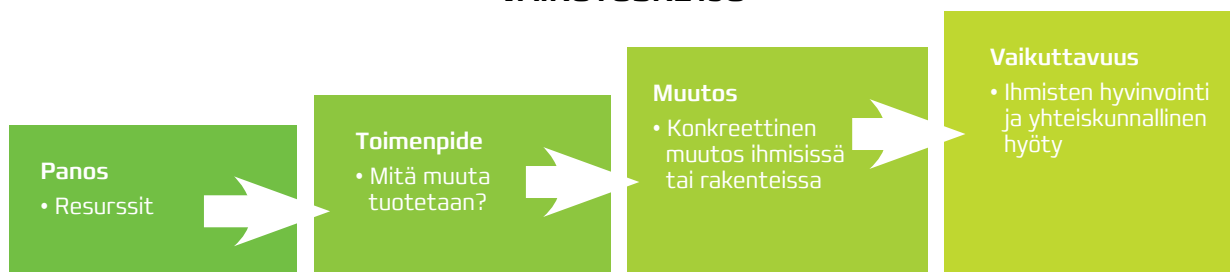 Panos
• Resurssit
Toimenpide
• Mitä muuta
tuotetaan?
Muutos
• Konkreettinen
muutos ihmisissä
tai rakenteissa
Vaikuttavuus
• Ihmisten hyvinvointi
ja yhteiskunnallinen
hyöty